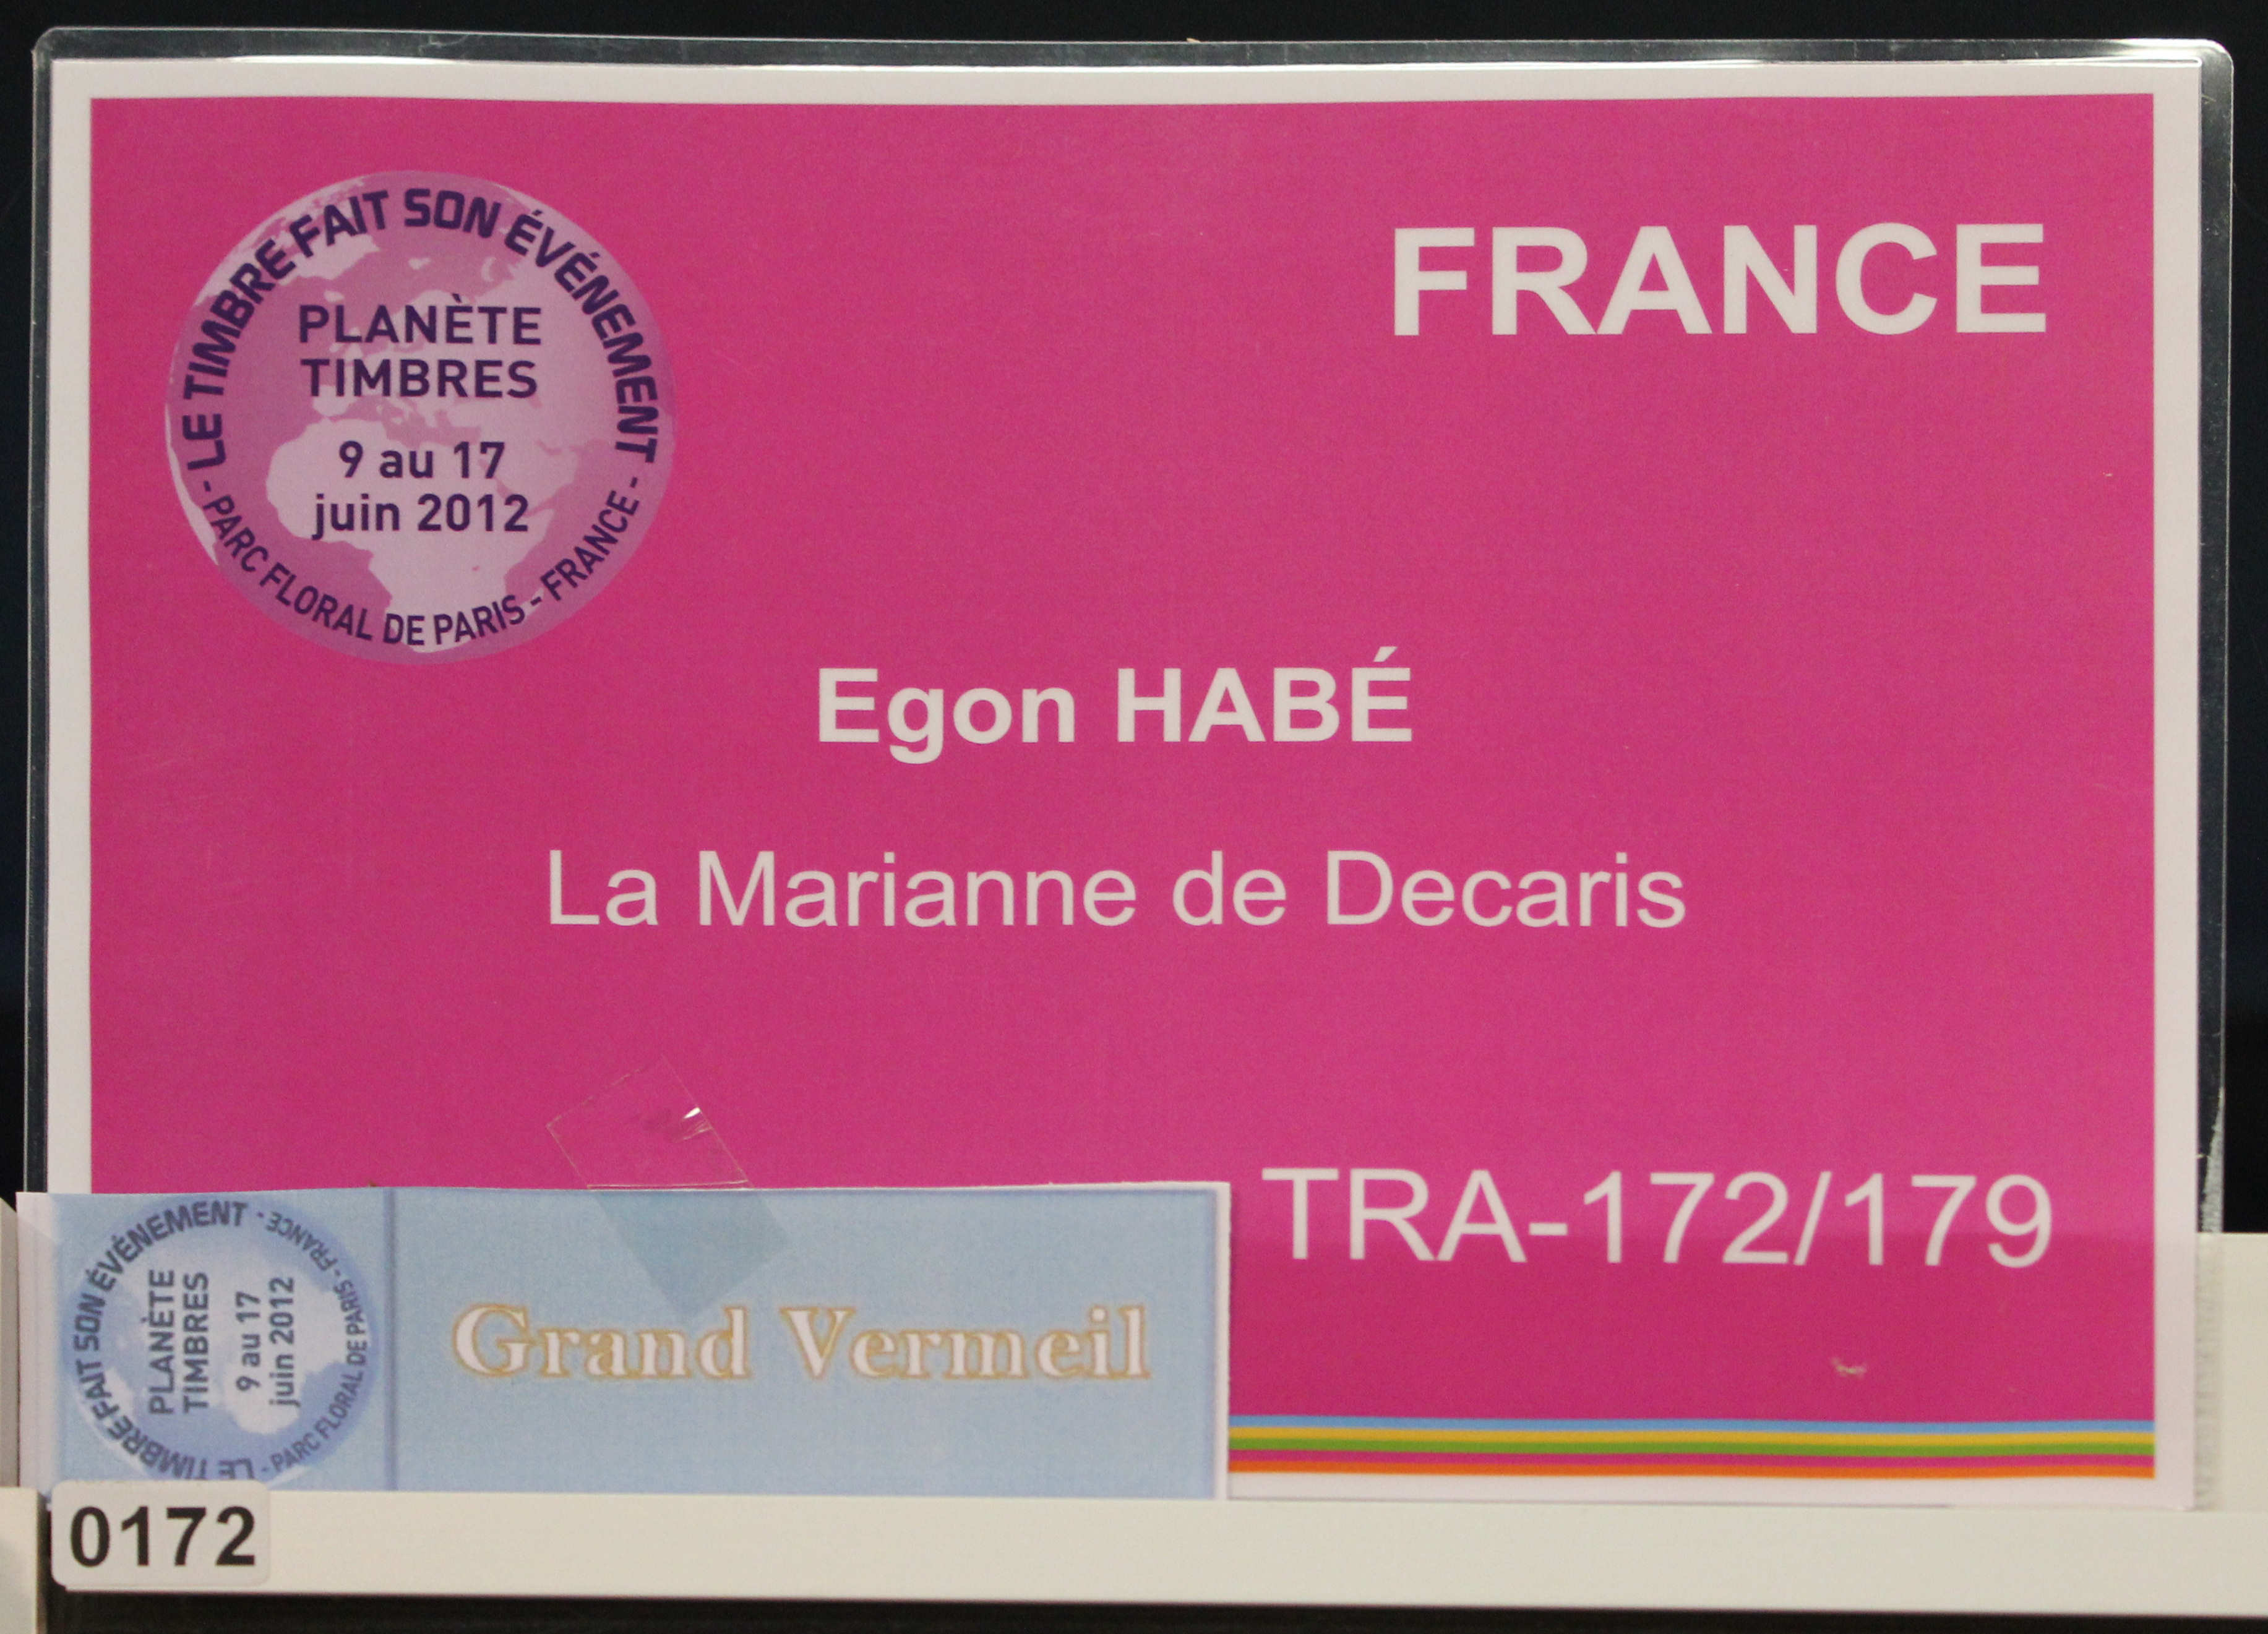 - LE TIMBRE FAIT SON ÉVÉNEMENT -
PLANÈTE
TIMBRES
9 au 17
juin 2012
PARC FLORAL DE PARIS - FRANCE
FRANCE
Egon HABÉ
La Marianne de Decaris
TRA-172/179
LE TIMBRE FAIT SON ÉVÉNEMENT
PLANÈTE
TIMBRES
9 au 17
juin 2012
- PARC FLORAL DE PARIS - FRANCE -
Grand Vermeil
0172